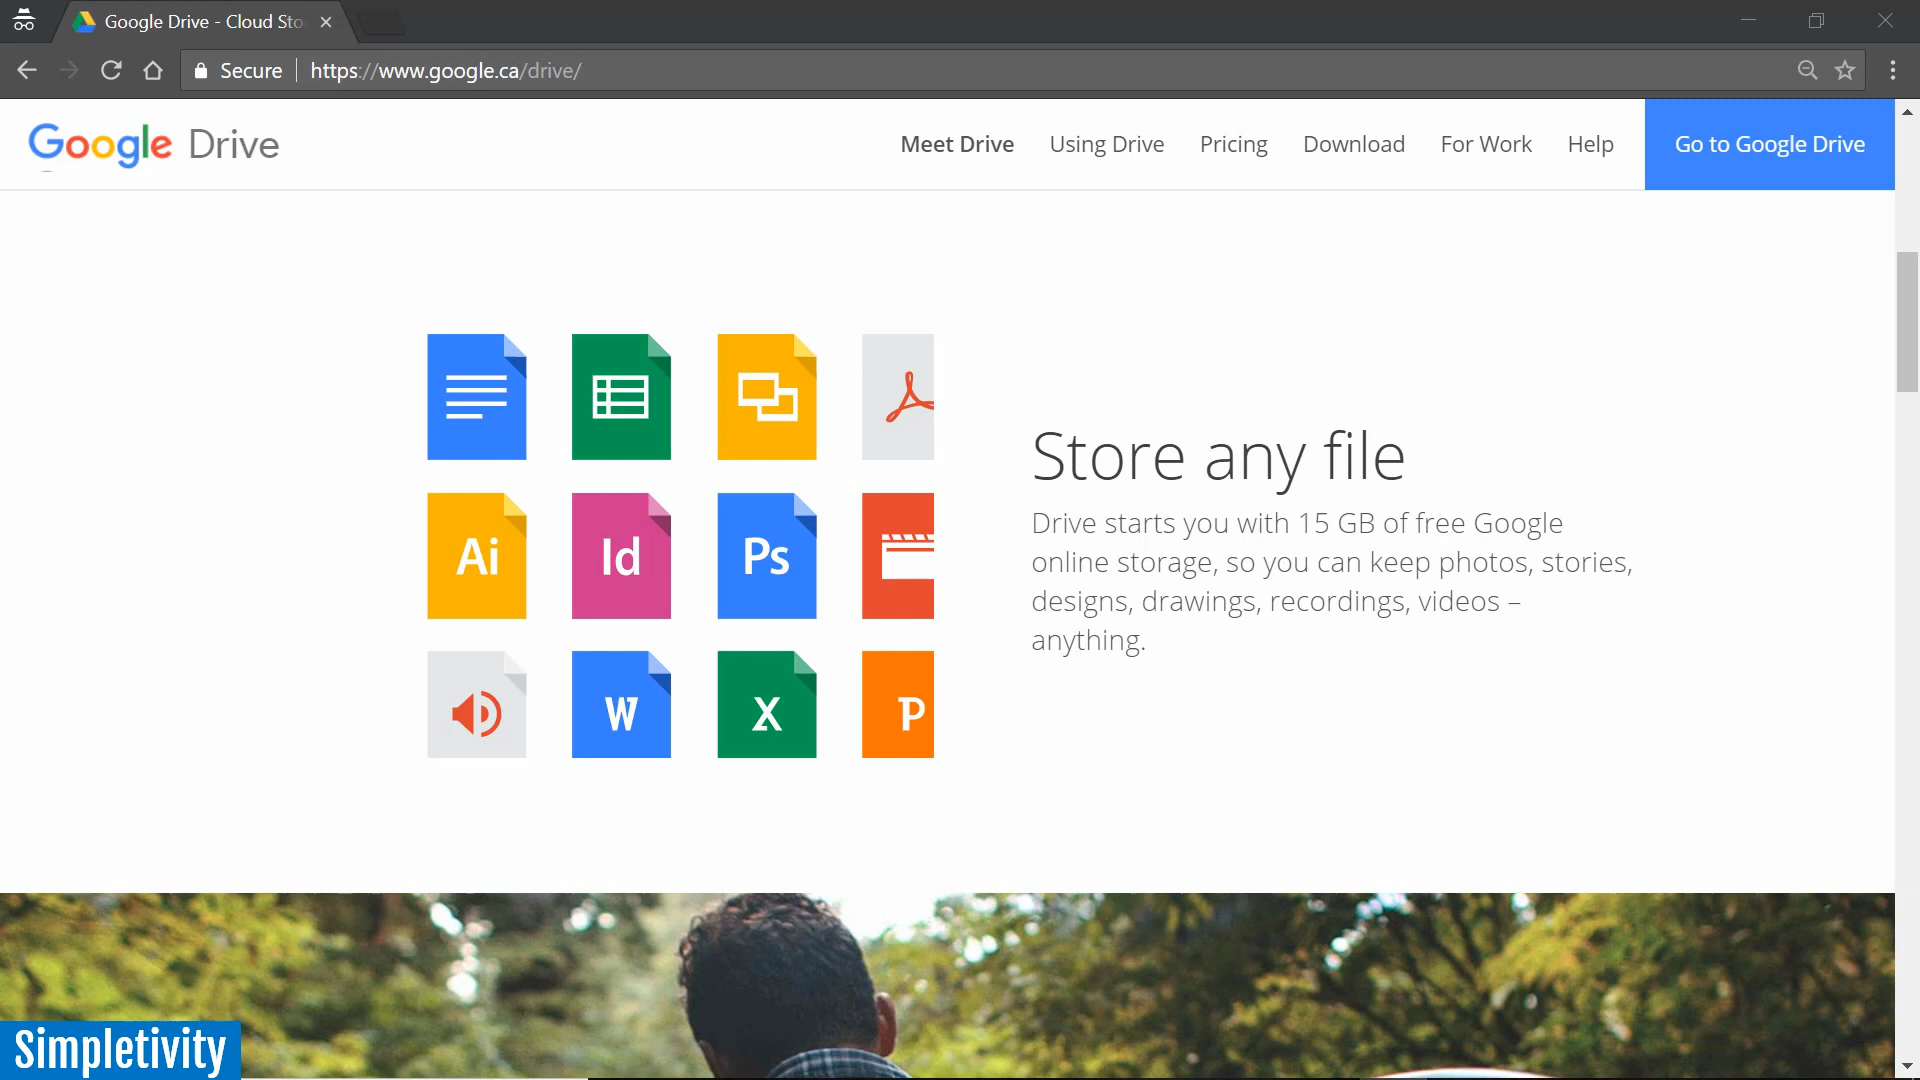 Google Drive - Cloud Sto
Secure
https://www.google.ca/drive/
Google Drive
Meet Drive
Using Drive
Pricing
Download
For Work
Help
Go to Google Drive
Ai
Id
Ps
W
X
P
Store any file
Drive starts you with 15 GB of free Google
online storage, so you can keep photos, stories,
designs, drawings, recordings, videos –
anything.
Simpletivity